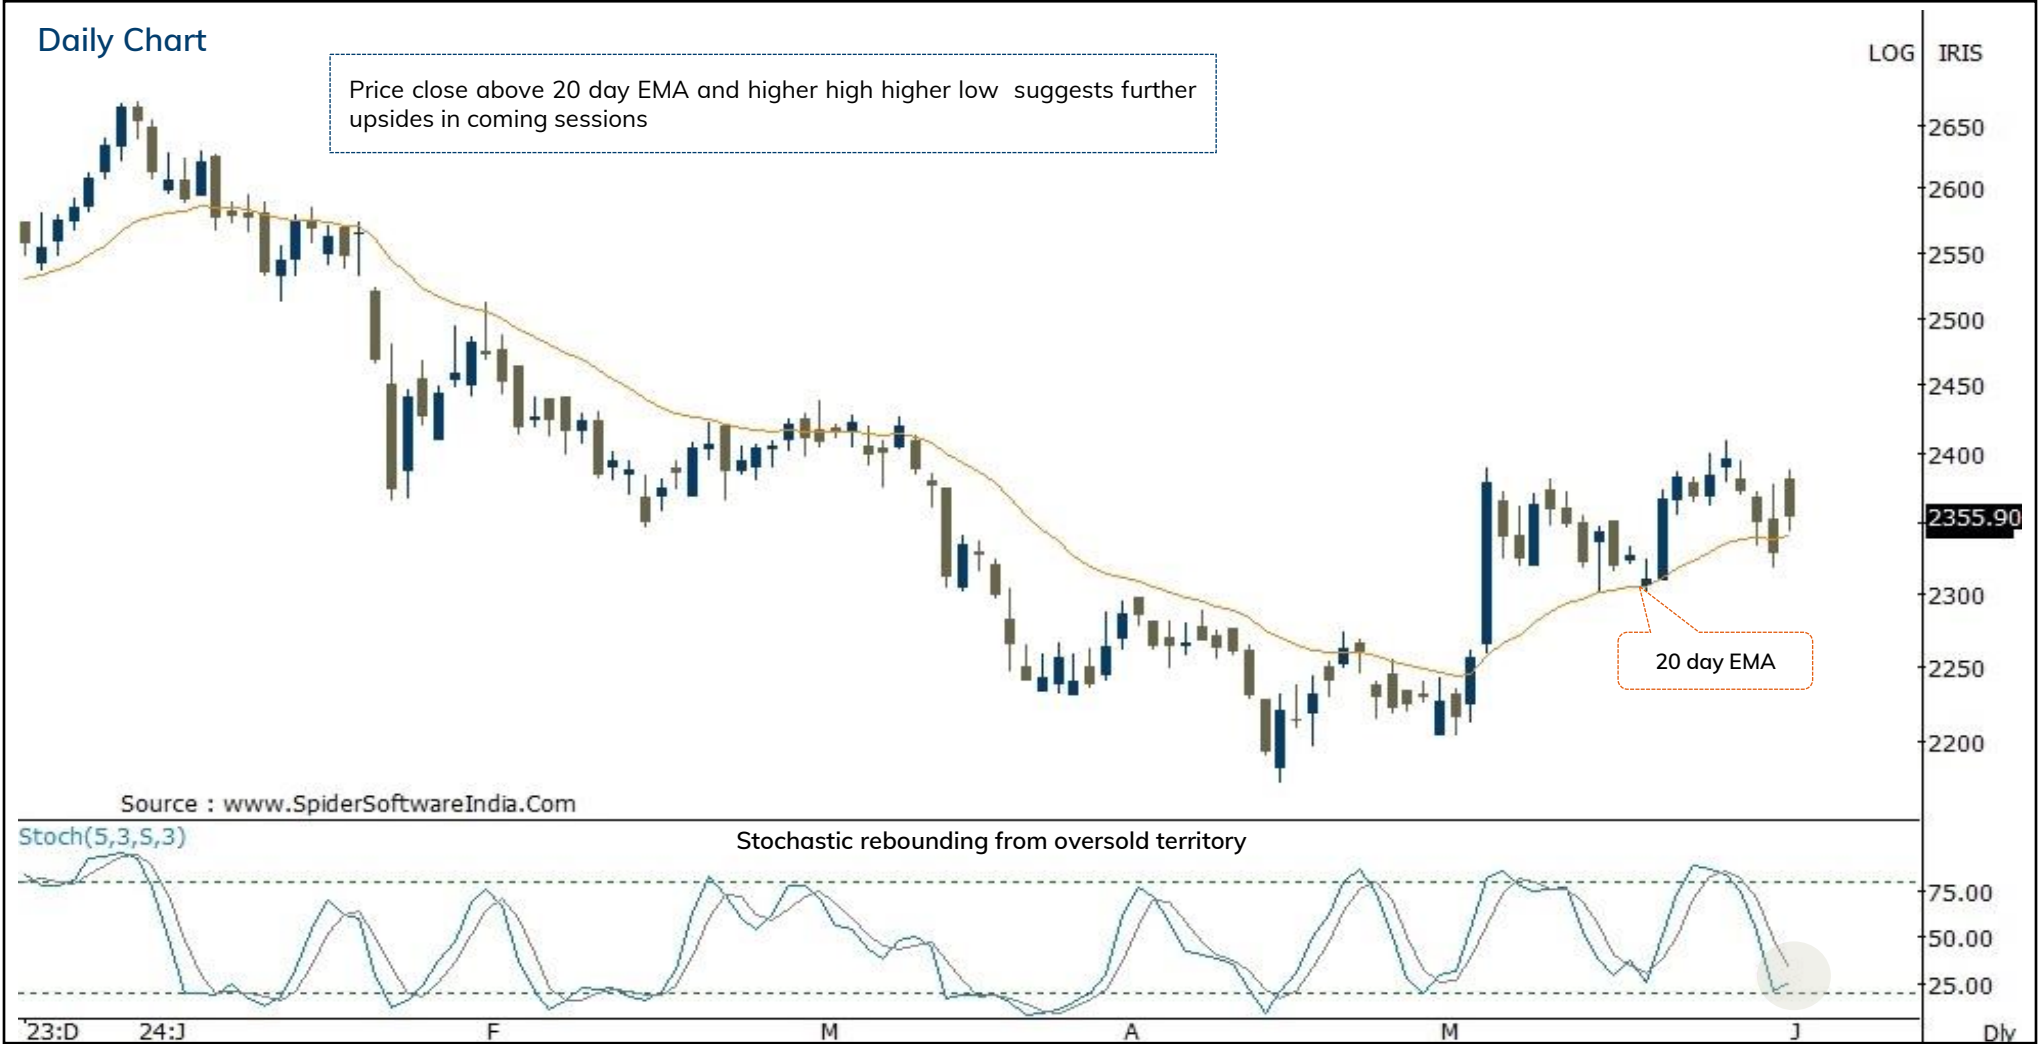 Daily Chart
LOG IRIS
Price close above 20 day EMA and higher high higher low suggests further
upsides in coming sessions
2650
2600
2550
2500
2450
2400
2355.90
2300
2250
2200
20 day EMA
Source : www.SpiderSoftwareIndia.Com
Stoch(5,3,S,3)
Stochastic rebounding from oversold territory
75.00
50.00
25.00
'23:D 24:J F M A M J Dly